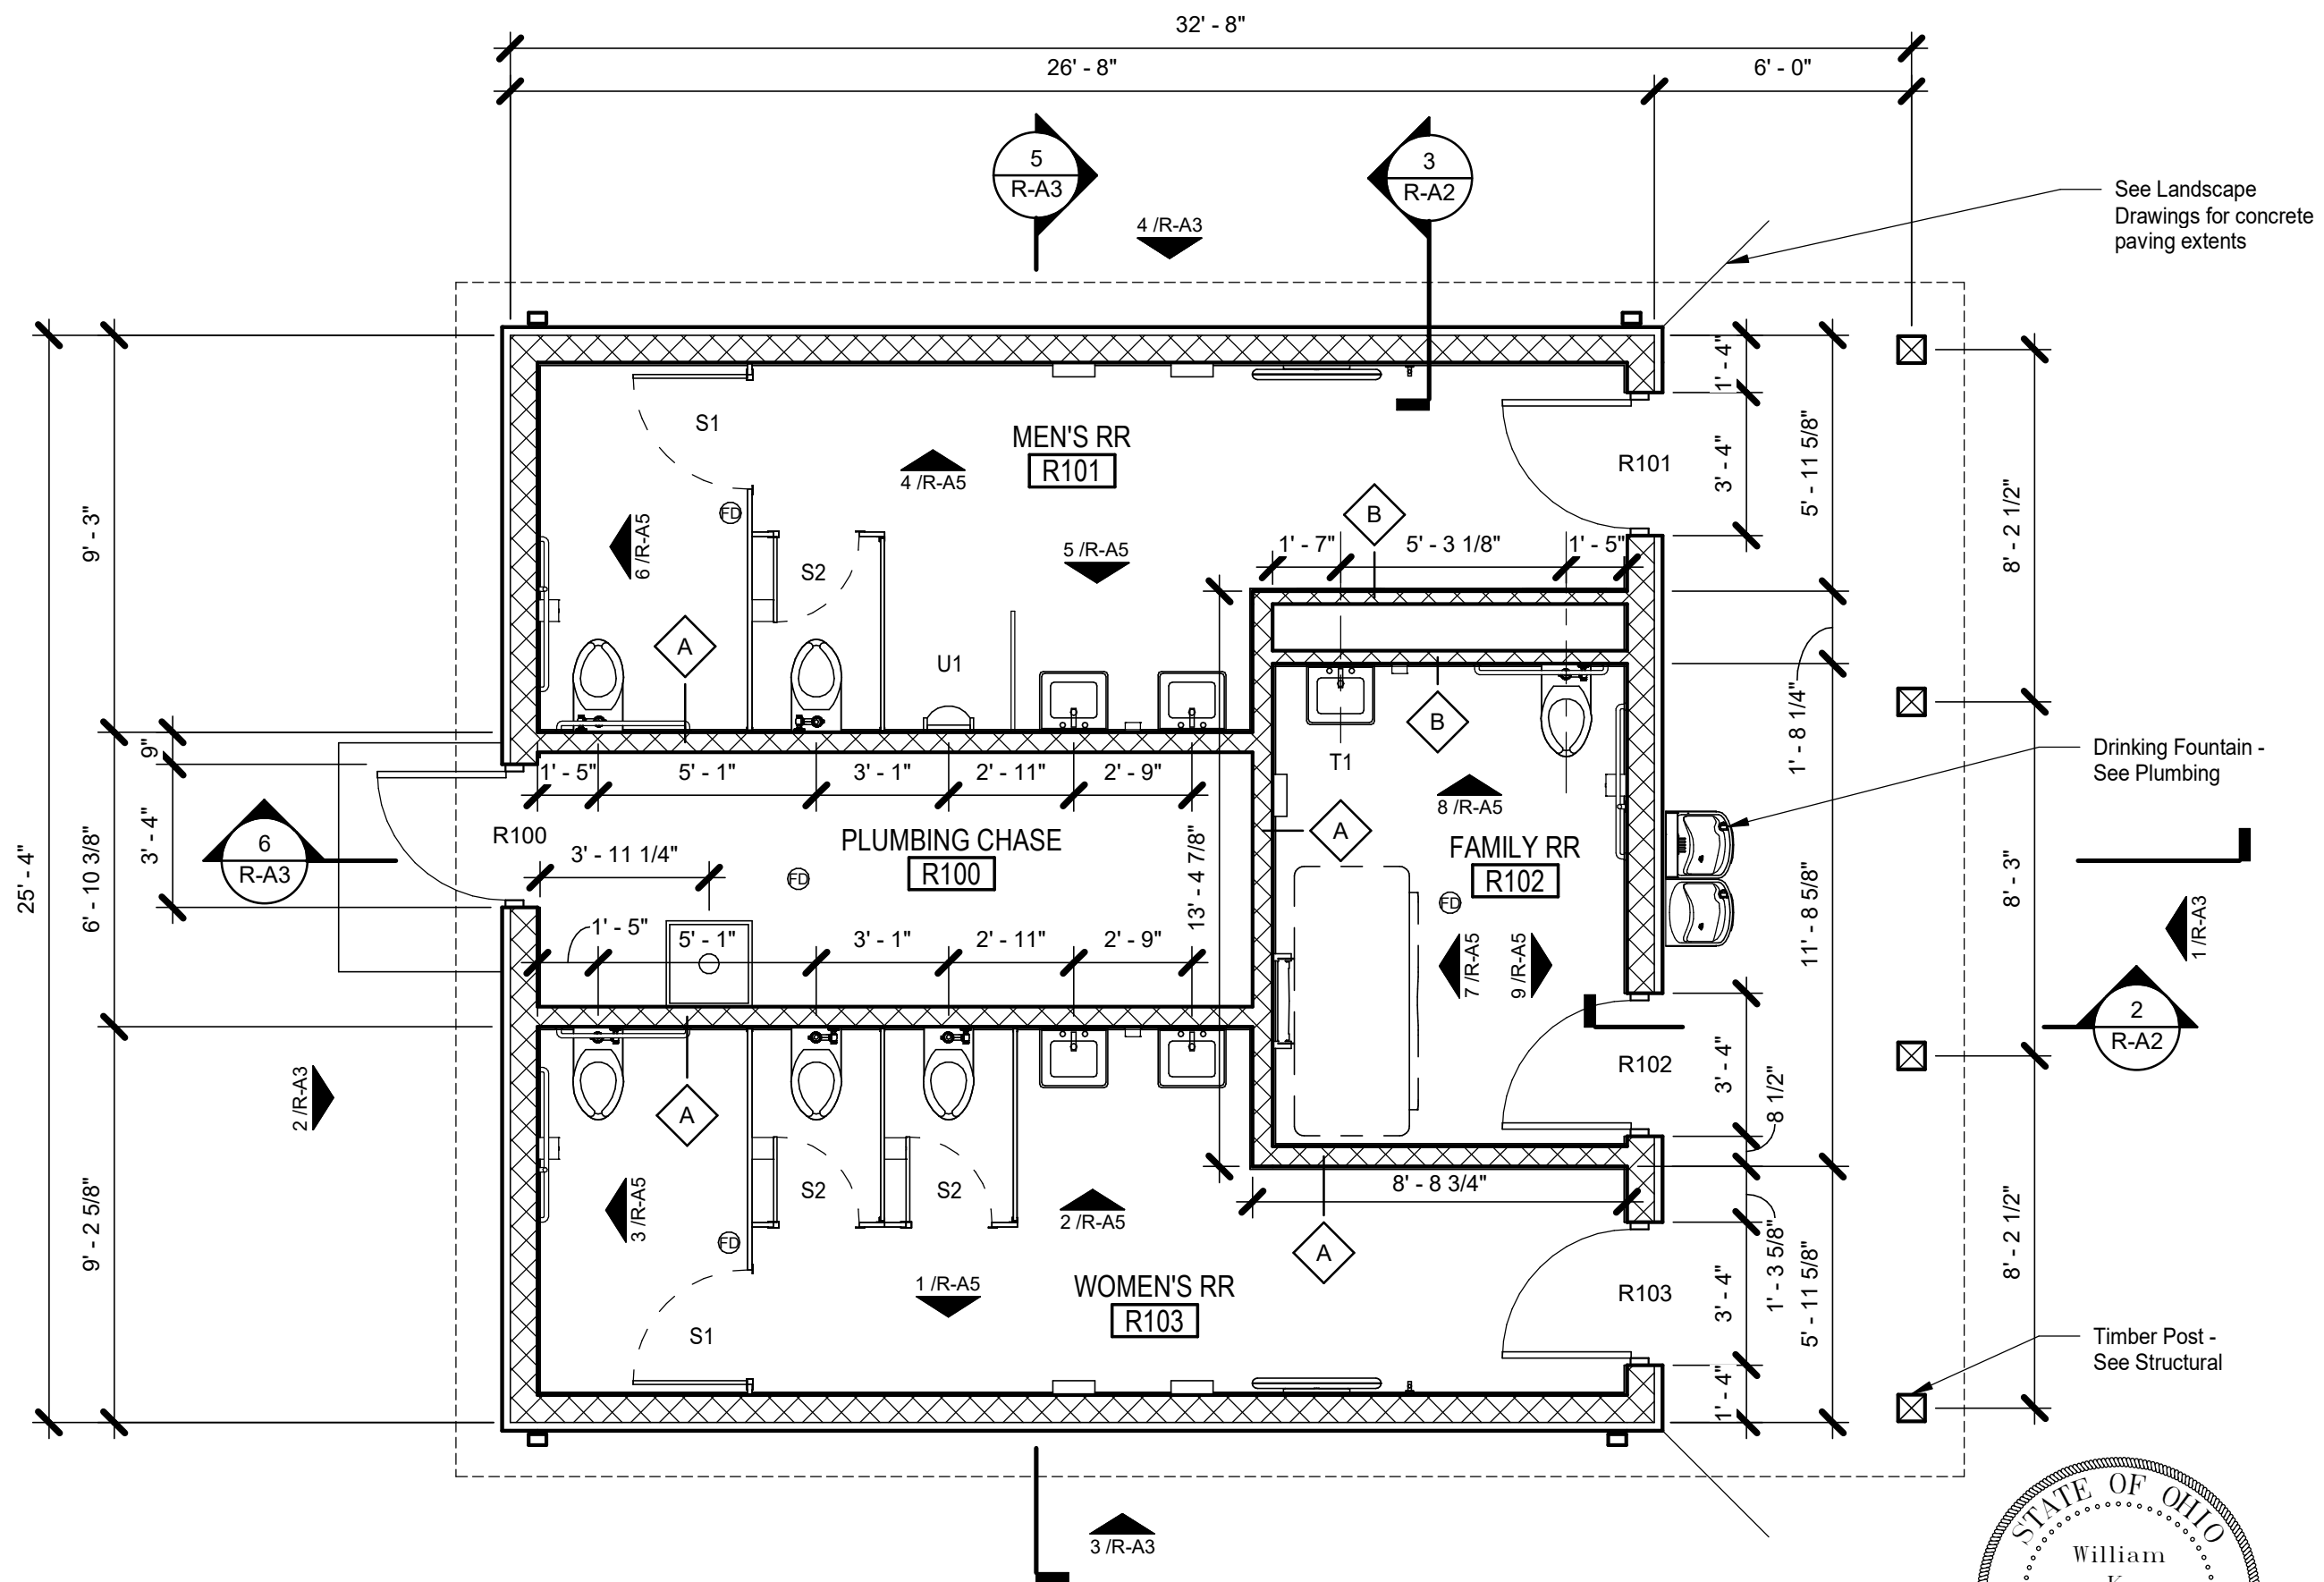 32' - 8"
26' - 8"
6' - 0"
5
R-A3
3
R-A2
4 /R-A3
See Landscape
Drawings for concrete
paving extents
S1
MEN'S RR
R101
4 /R-A5
FD
6 /R-A5
S2
5 /R-A5
B
R101
1' - 4"
3' - 4"
5' - 11 5/8"
8' - 2 1/2"
9' - 3"
1' - 7"
5' - 3 1/8"
1' - 5"
A
U1
B
T1
1' - 8 1/4"
Drinking Fountain -
See Plumbing
9"
3' - 4"
1' - 5"
5' - 1"
3' - 1"
2' - 11"
2' - 9"
8 /R-A5
6
R-A3
R100
PLUMBING CHASE
R100
3' - 11 1/4"
FD
13' - 4 7/8"
A
FAMILY RR
R102
FD
25' - 4"
6' - 10 3/8"
11' - 8 5/8"
8' - 3"
1 /R-A3
1' - 5"
5' - 1"
3' - 1"
2' - 11"
2' - 9"
7 /R-A5
9 /R-A5
2
R-A2
R102
3' - 4"
8 1/2"
2 /R-A3
A
S2
S2
3 /R-A5
FD
2 /R-A5
8' - 8 3/4"
A
9' - 2 5/8"
1 /R-A5
WOMEN'S RR
R103
S1
R103
3' - 4"
1' - 3 5/8"
5' - 11 5/8"
8' - 2 1/2"
1' - 4"
Timber Post -
See Structural
3 /R-A3
STATE OF OHIO
William